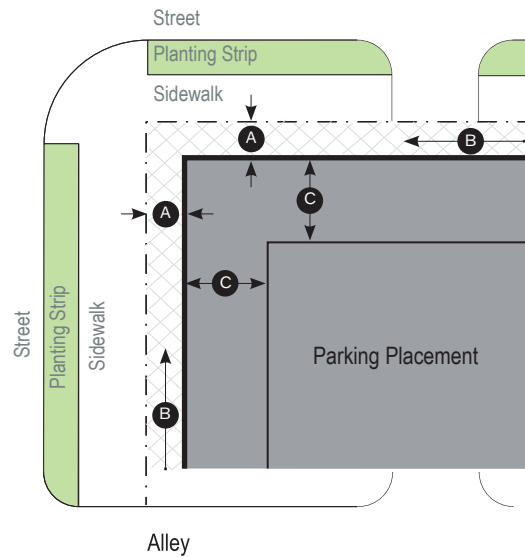 Street
Planting Strip
Sidewalk
A
B
A
C
C
Street
Planting Strip
Sidewalk
Parking Placement
B
Alley